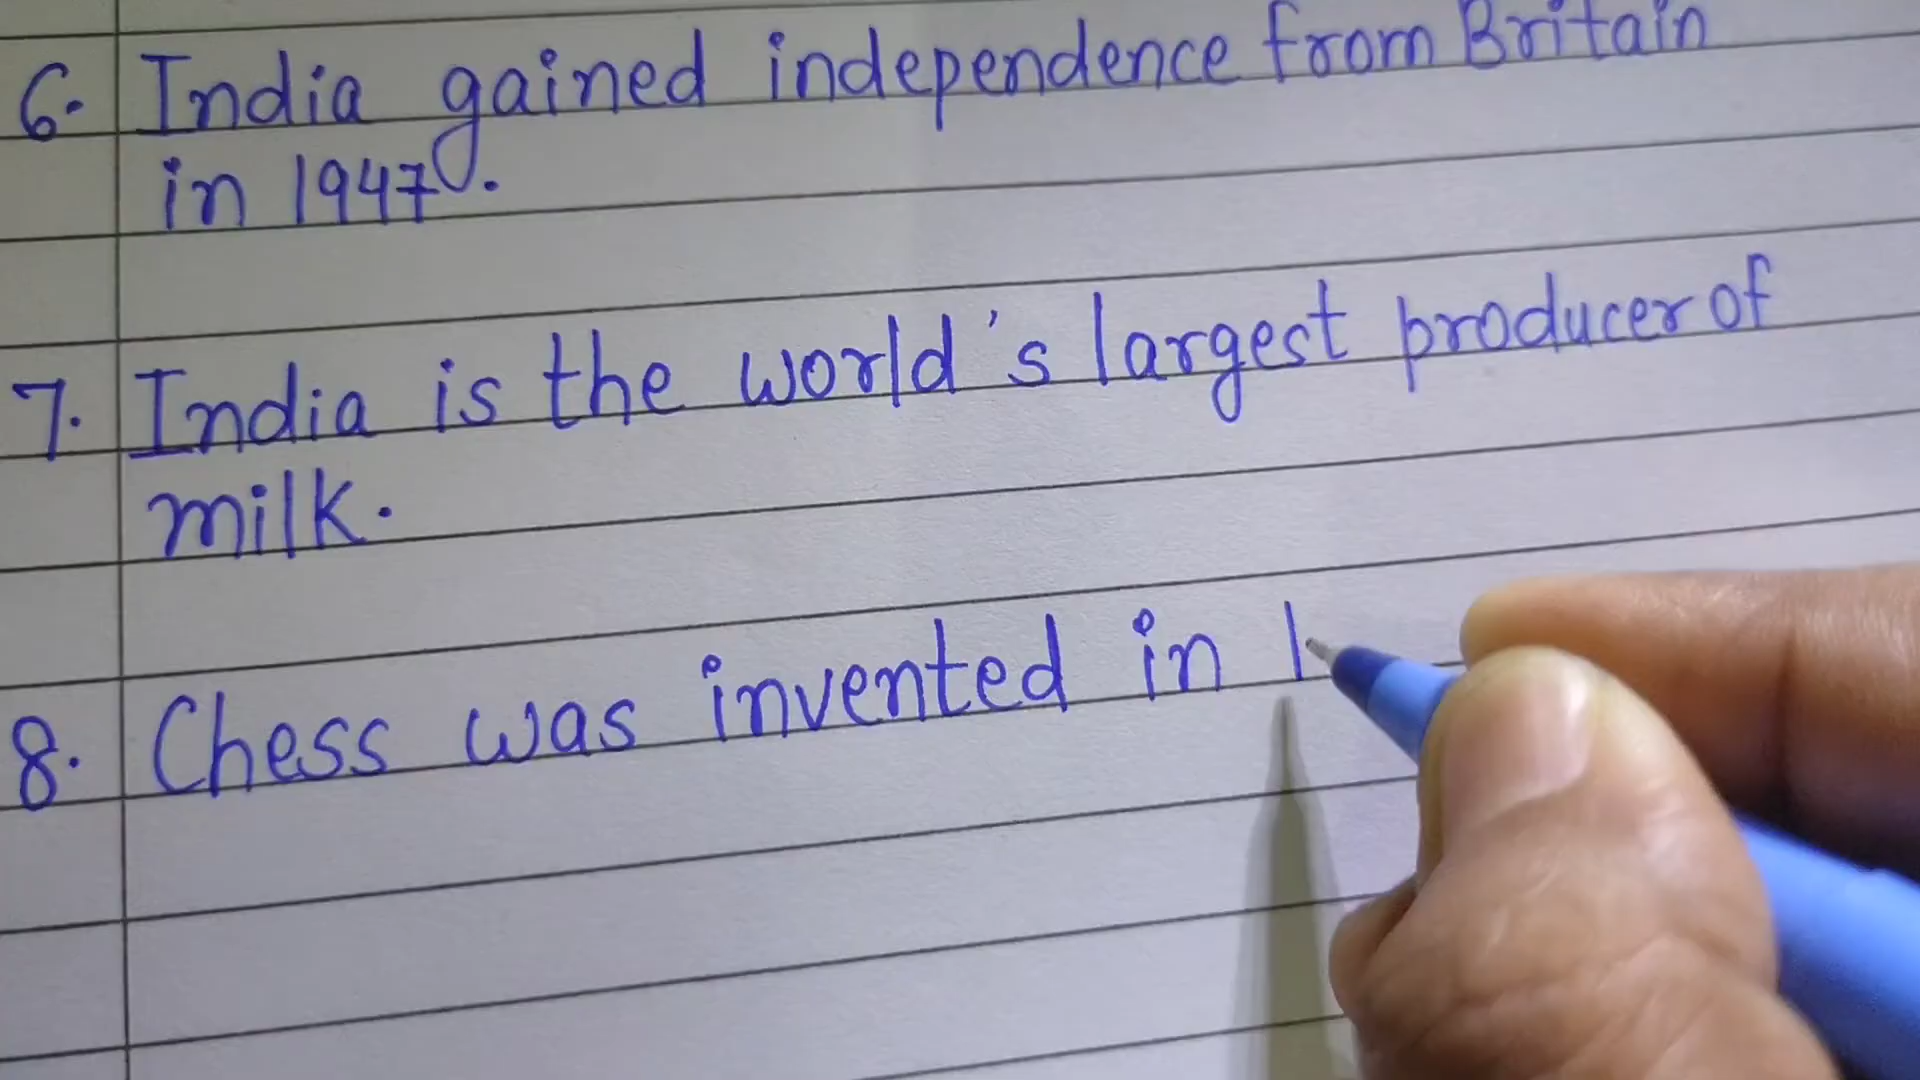 6. India gained independence from Britain
in 1947.
7. India is the world's largest producer of
milk.
8. Chess was invented in